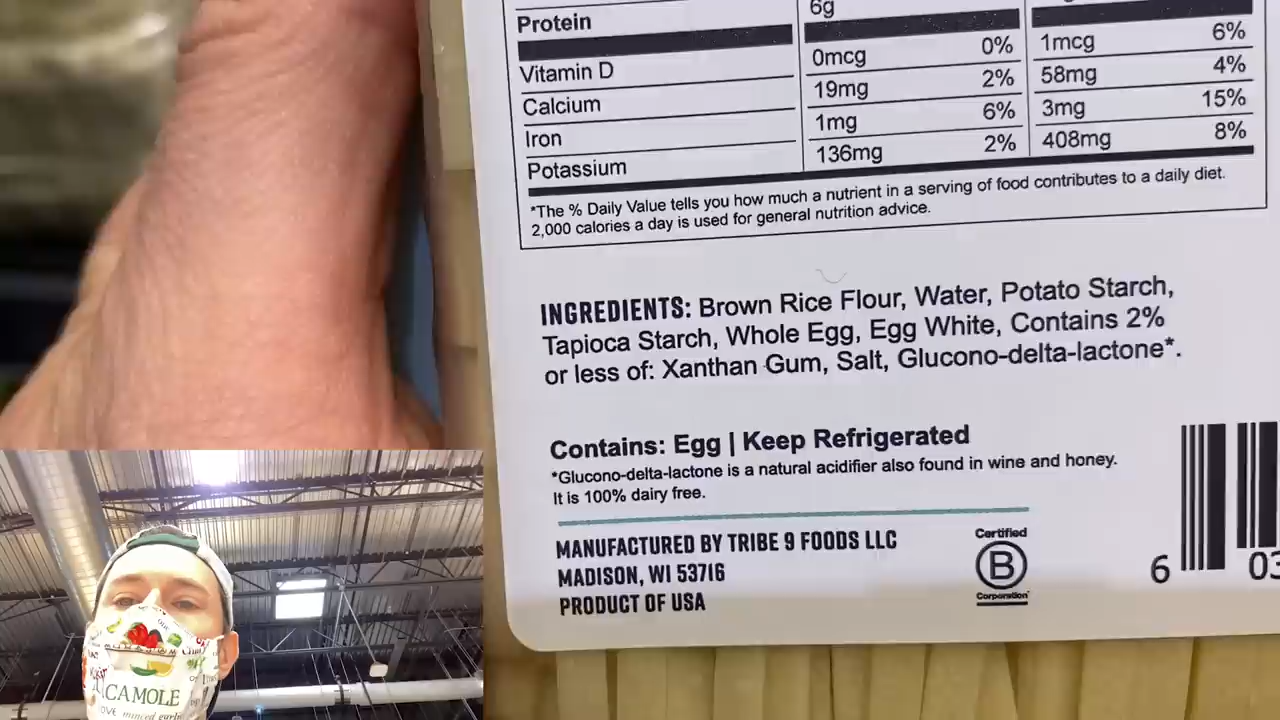 Protein
6g
Vitamin D 0mcg 0% 1mcg 6%
Calcium 19mg 2% 58mg 4%
Iron 1mg 6% 3mg 15%
Potassium 136mg 2% 408mg 8%
*The % Daily Value tells you how much a nutrient in a serving of food contributes to a daily diet.
2,000 calories a day is used for general nutrition advice.
INGREDIENTS: Brown Rice Flour, Water, Potato Starch,
Tapioca Starch, Whole Egg, Egg White, Contains 2%
or less of: Xanthan Gum, Salt, Glucono-delta-lactone*.
Contains: Egg | Keep Refrigerated
*Glucono-delta-lactone is a natural acidifier also found in wine and honey.
It is 100% dairy free.
MANUFACTURED BY TRIBE 9 FOODS LLC
MADISON, WI 53716
PRODUCT OF USA
Certified
B
Corporation
6 03
ACAMOLE
OVE minced garlic